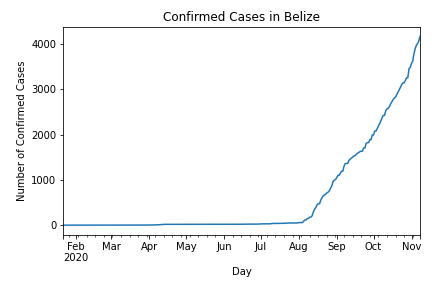 Confirmed Cases in Belize
Number of Confirmed Cases
4000
3000
2000
1000
0
Feb Mar Apr May Jun Jul Aug Sep Oct Nov
2020
Day